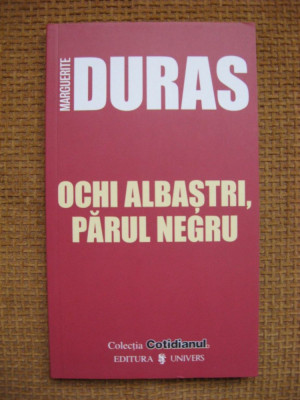 MARGUERITE
DURAS
OCHI ALBAȘTRI,
PĂRUL NEGRU
Colecția Cotidianul
EDITURA UNIVERS